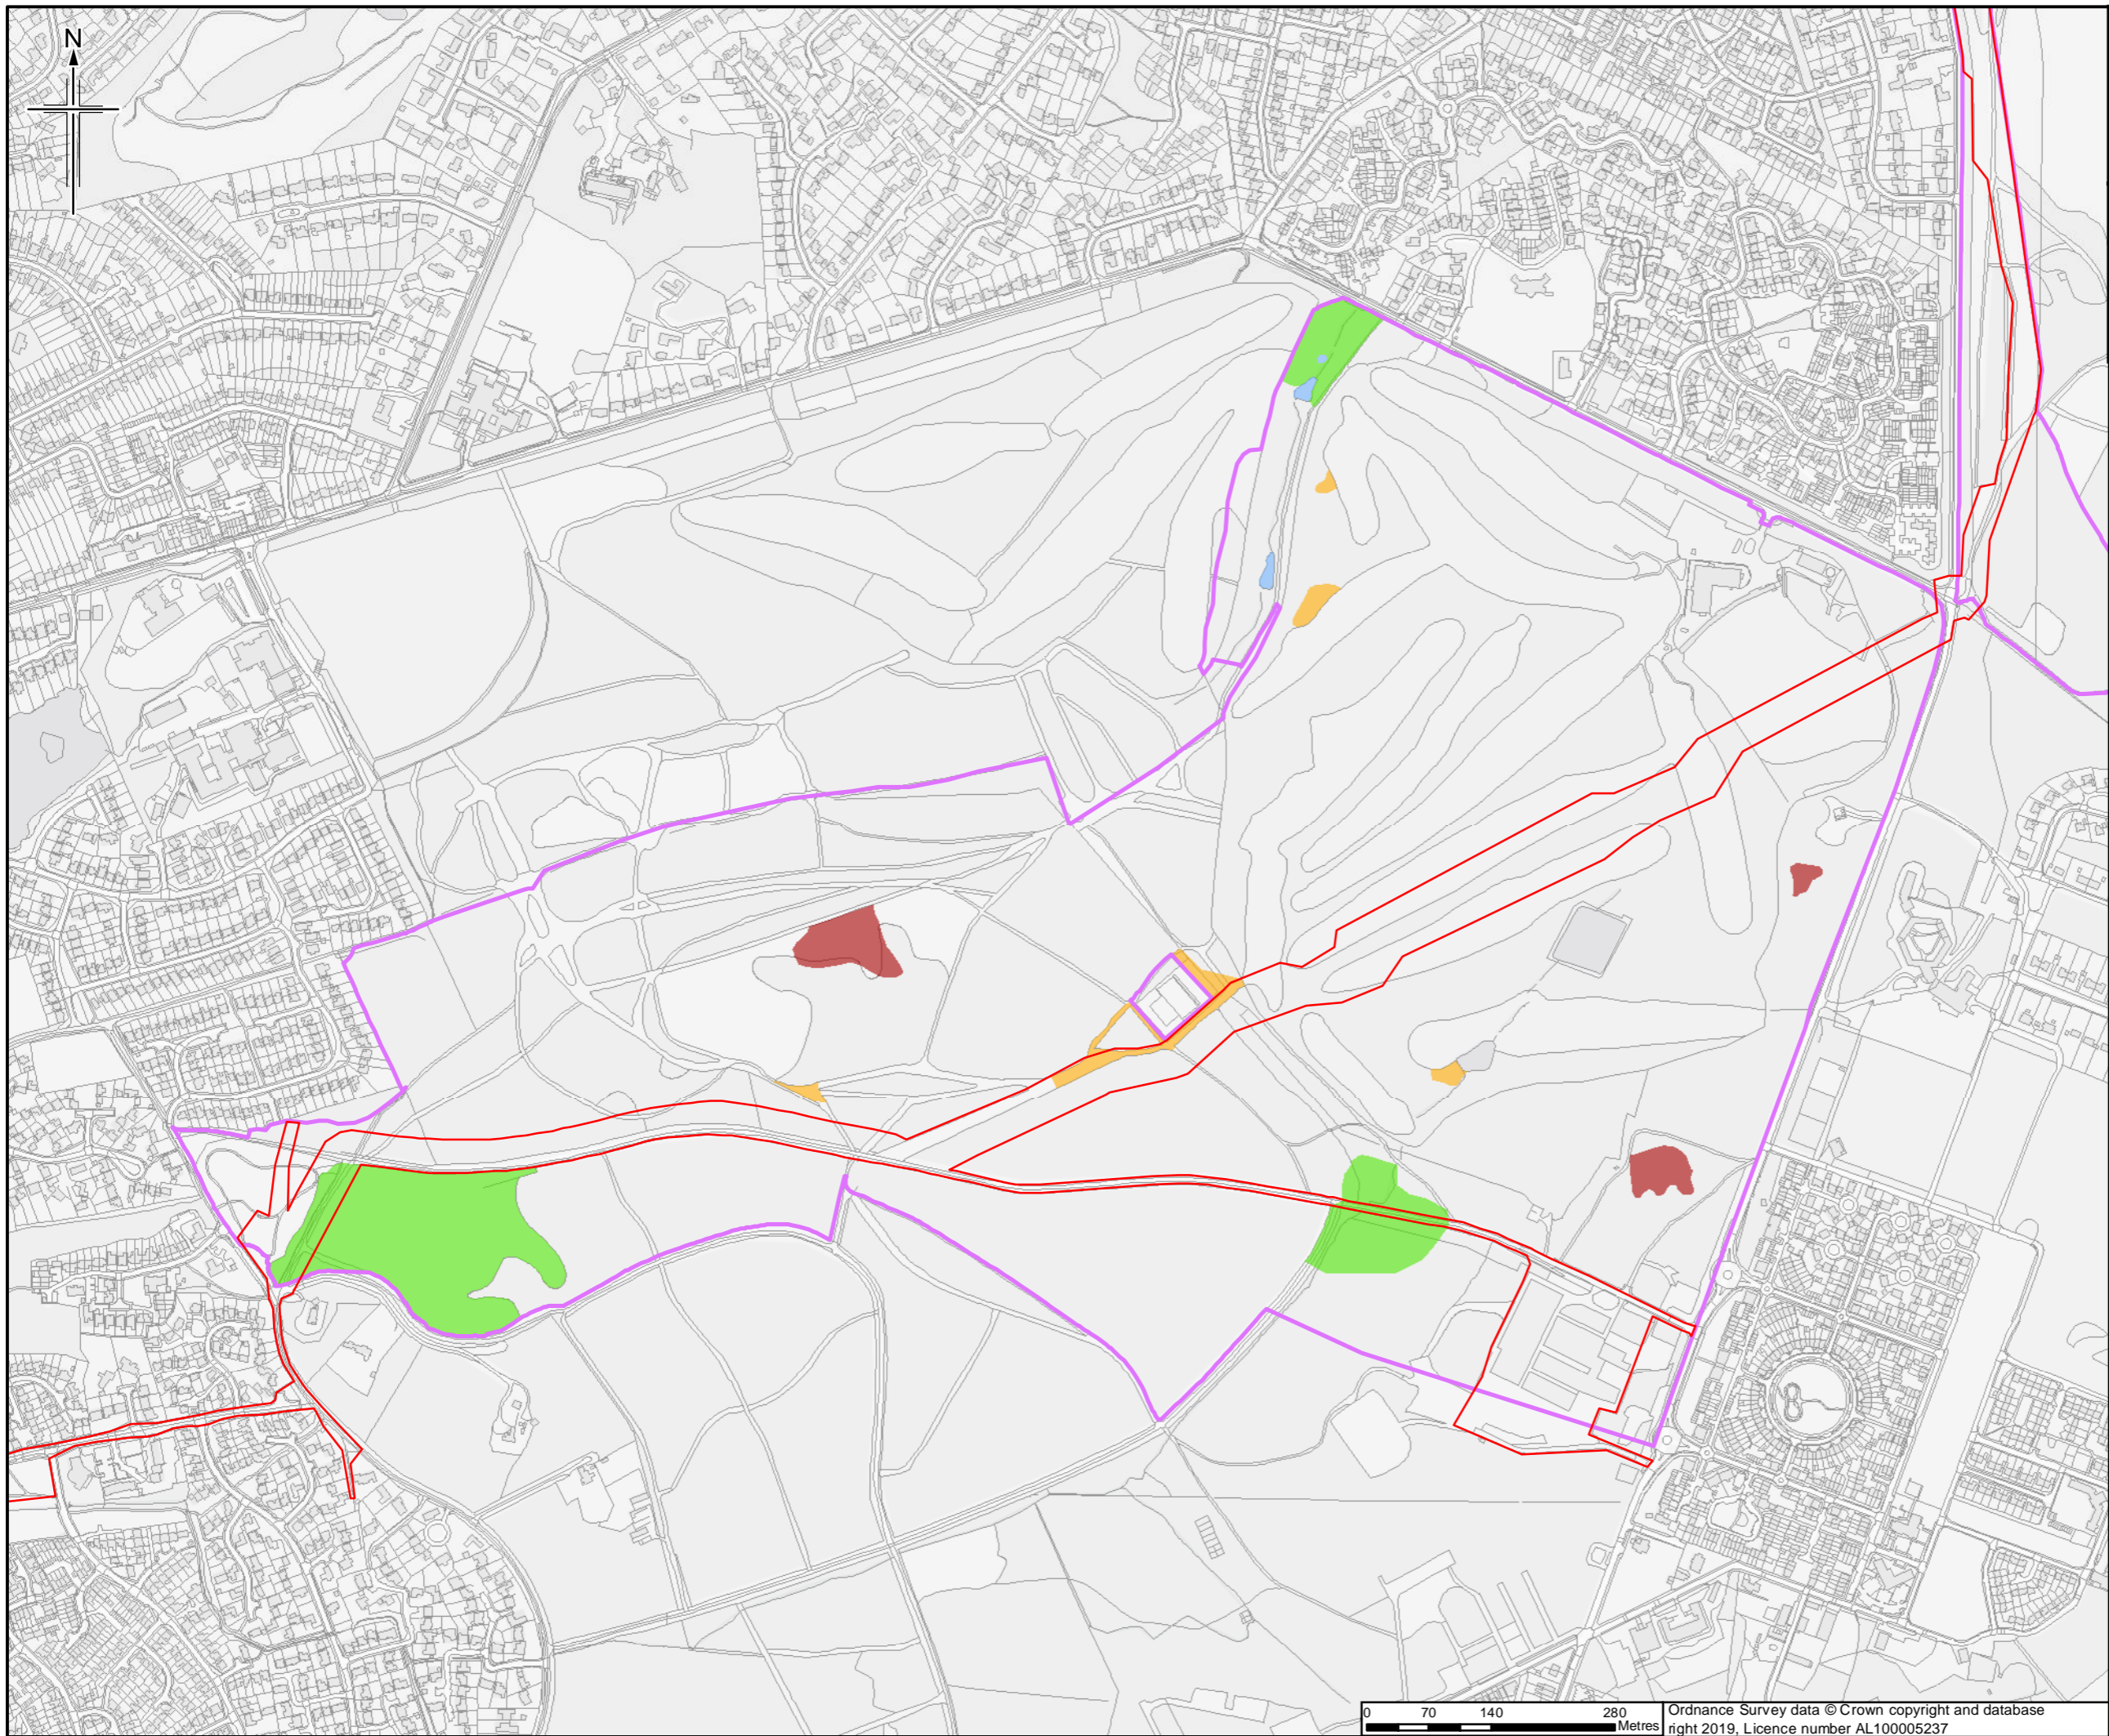 N
0 70 140 280
Metres
Ordnance Survey data © Crown copyright and database
right 2019, Licence number AL100005237